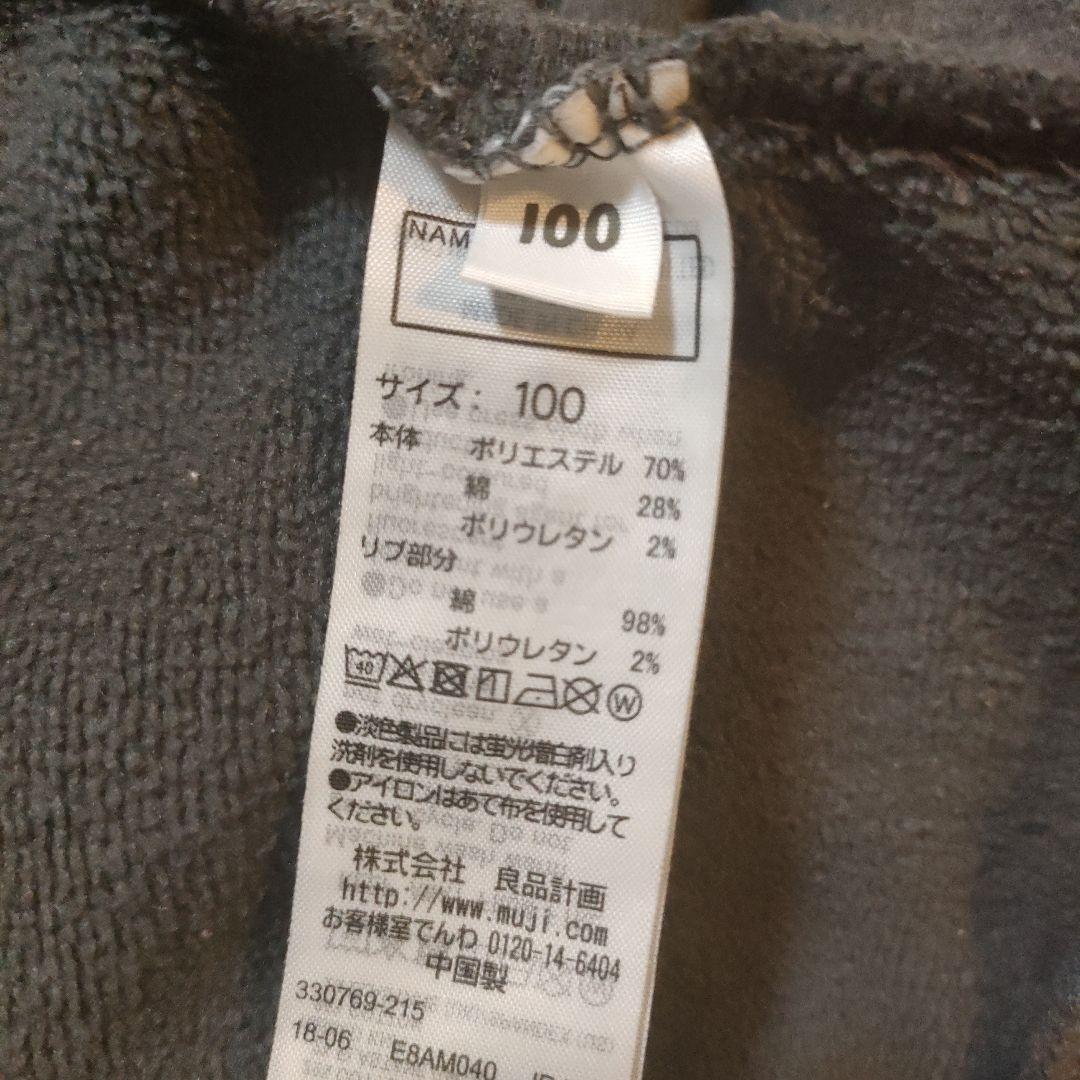 100
NAM
サイズ： 100
本体 ポリエステル 70%
綿 28%
ポリウレタン 2%
リブ部分
綿 98%
ポリウレタン 2%
40 W
●淡色製品には蛍光増白剤入り
洗剤を使用しないでください。
●アイロンはあて布を使用して
ください。
株式会社 良品計画
http://www.muji.com
お客様室でんわ 0120-14-6404
中国製
330769-215
18-06 E8AM040